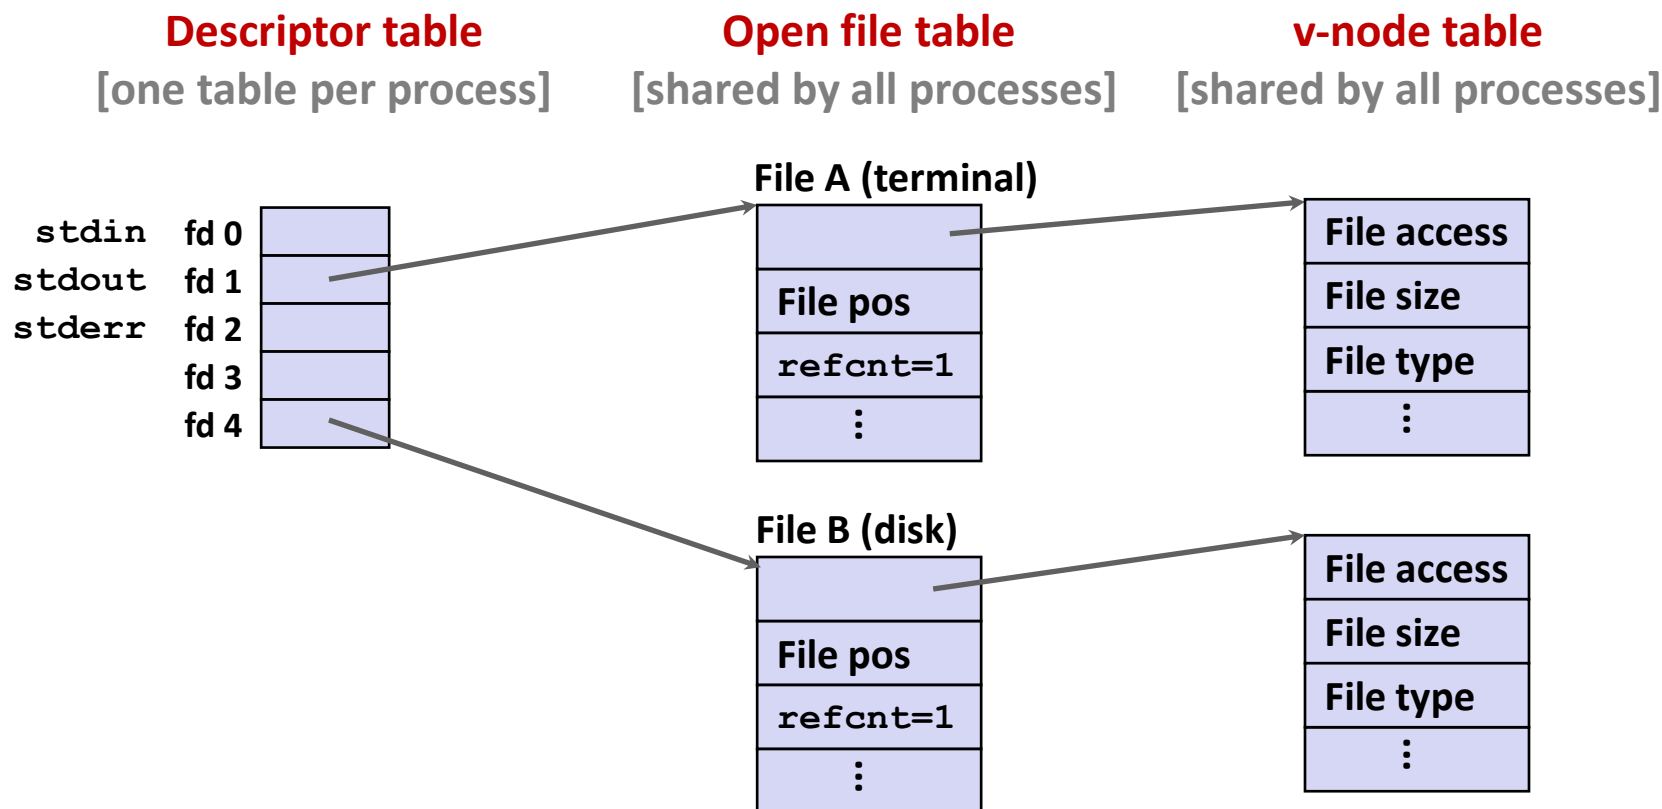 Descriptor table
[one table per process]
Open file table
[shared by all processes]
v-node table
[shared by all processes]
stdin fd 0
stdout fd 1
stderr fd 2
fd 3
fd 4
File A (terminal)
File pos
refcnt=1
⋮
File access
File size
File type
⋮
File B (disk)
File pos
refcnt=1
⋮
File access
File size
File type
⋮